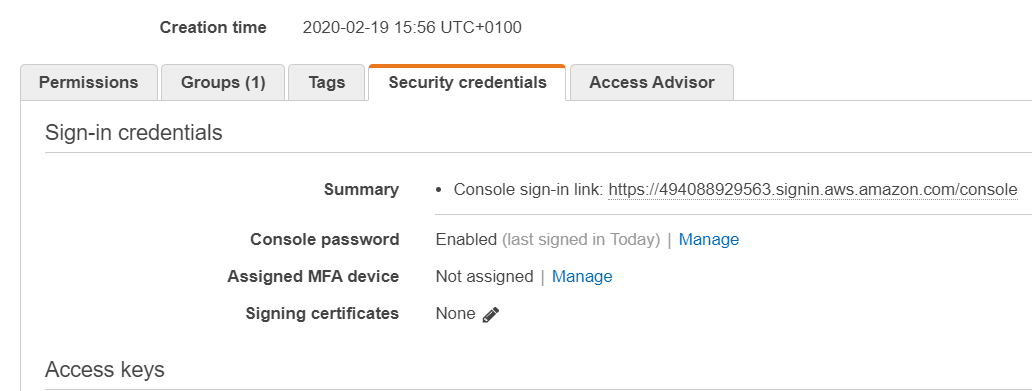 Creation time 2020-02-19 15:56 UTC+0100
Permissions Groups (1) Tags Security credentials Access Advisor
Sign-in credentials
Summary • Console sign-in link: https://494088929563.signin.aws.amazon.com/console
Console password Enabled (last signed in Today) | Manage
Assigned MFA device Not assigned | Manage
Signing certificates None
Access keys